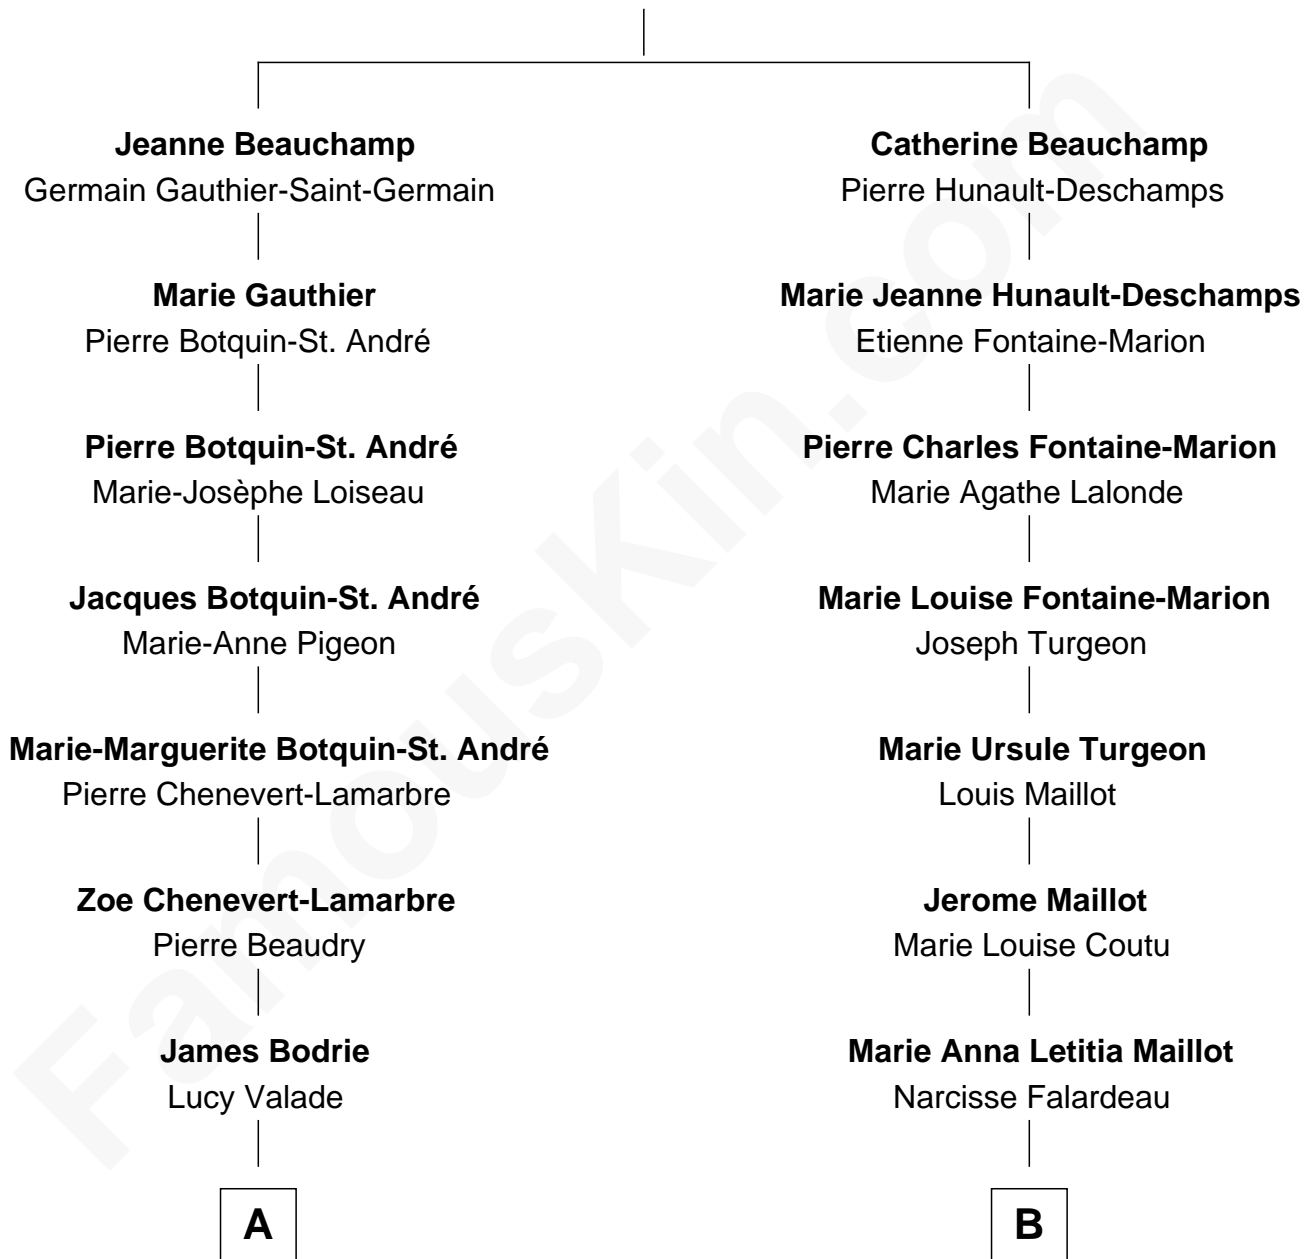 Jeanne Beauchamp
Germain Gauthier-Saint-Germain
Marie Gauthier
Pierre Botquin-St. André
Pierre Botquin-St. André
Marie-Josèphe Loiseau
Jacques Botquin-St. André
Marie-Anne Pigeon
Marie-Marguerite Botquin-St. André
Pierre Chenevert-Lamarbre
Zoe Chenevert-Lamarbre
Pierre Beaudry
James Bodrie
Lucy Valade
A
Catherine Beauchamp
Pierre Hunault-Deschamps
Marie Jeanne Hunault-Deschamps
Etienne Fontaine-Marion
Pierre Charles Fontaine-Marion
Marie Agathe Lalonde
Marie Louise Fontaine-Marion
Joseph Turgeon
Marie Ursule Turgeon
Louis Maillot
Jerome Maillot
Marie Louise Coutu
Marie Anna Letitia Maillot
Narcisse Falardeau
B
FamousKin.com